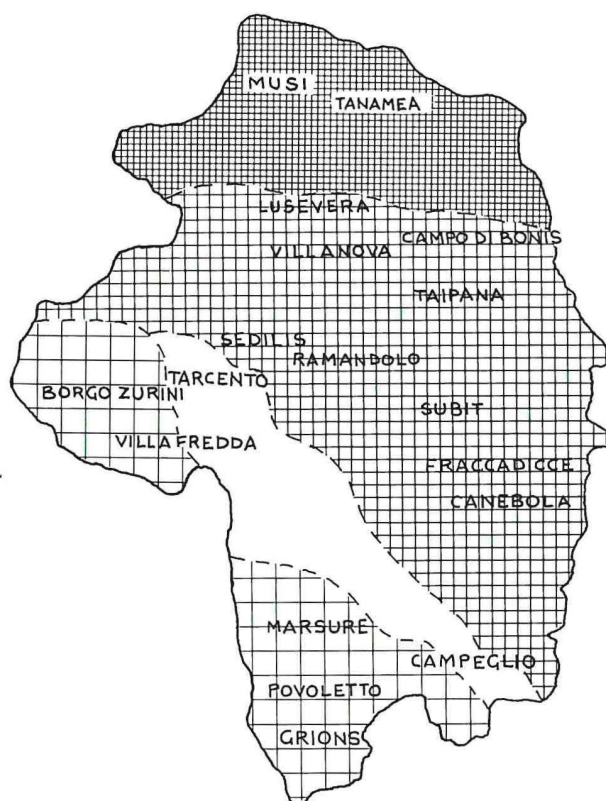 MUSI
TANAMEA
LUSEVERA
CAMPO DI BONIS
VILLANOVA
TAIPANA
SEDILIS
RAMANDOLO
TARCENTO
BORGO ZURINI
SUBIT
VILLAFREDDA
FRACCADICCE
CANEBOLA
MARSURE
CAMPEGLIO
POVOLETTO
GRIONS